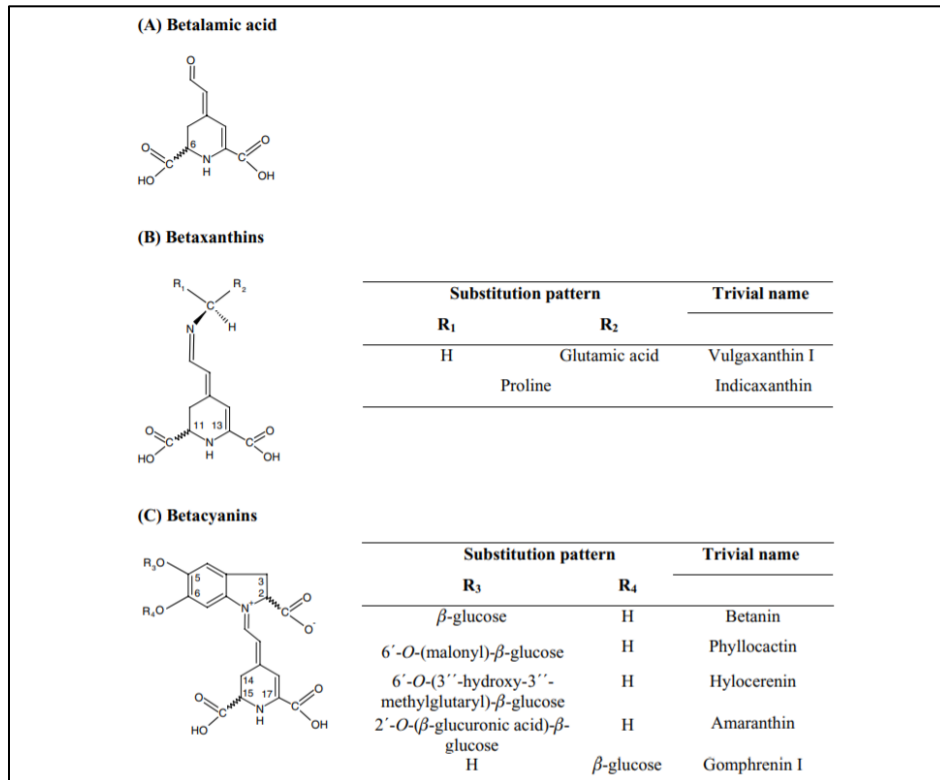 (A) Betalamic acid
O
6
O
C
N
H
C
O
HO
OH
(B) Betaxanthins
R₁
R₂
C
N
H
Substitution pattern
Trivial name
R₁
R₂
H
Glutamic acid
Vulgaxanthin I
Proline
Indicaxanthin
11
13
O
C
N
H
C
O
HO
OH
(C) Betacyanins
Substitution pattern
Trivial name
R₃
R₄
R₃O
5
6
R₄O
3
2
N⁺
C
O
O⁻
14
15
17
O
C
N
H
C
O
HO
OH
β-glucose
H
Betanin
6´-O-(malonyl)-β-glucose
H
Phyllocactin
6´-O-(3´´-hydroxy-3´´-
methylglutaryl)-β-glucose
H
Hylocerenin
2´-O-(β-glucuronic acid)-β-
glucose
H
Amaranthin
H
β-glucose
Gomphrenin I